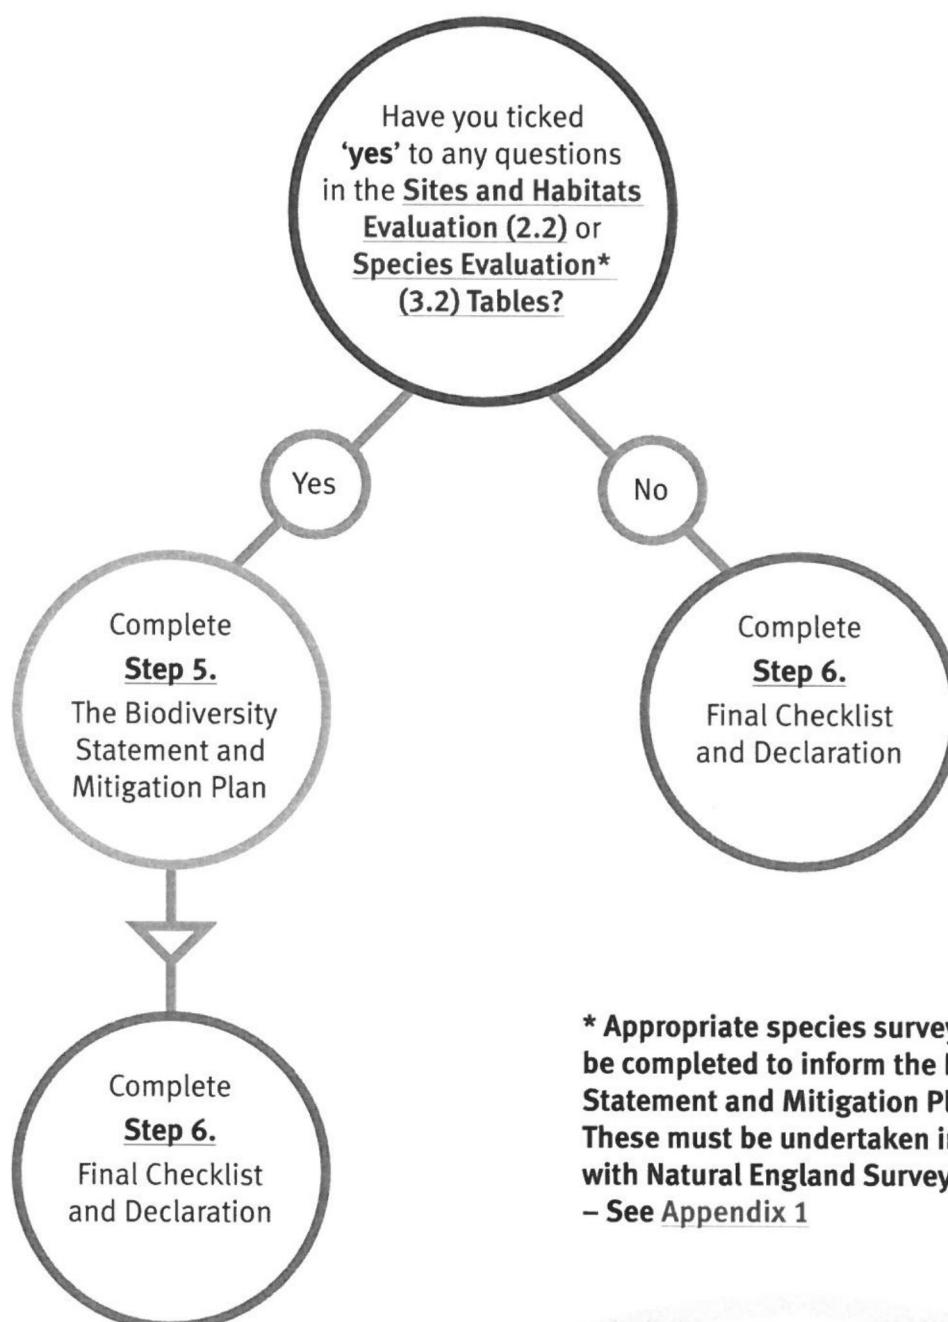 Have you ticked
‘yes’ to any questions
in the Sites and Habitats
Evaluation (2.2) or
Species Evaluation*
(3.2) Tables?
Yes
No
Complete
Step 5.
The Biodiversity
Statement and
Mitigation Plan
Complete
Step 6.
Final Checklist
and Declaration
Complete
Step 6.
Final Checklist
and Declaration
* Appropriate species
be completed to inform the
Statement and Mitigation
These must be undertaken
with Natural England Survey
– See Appendix 1